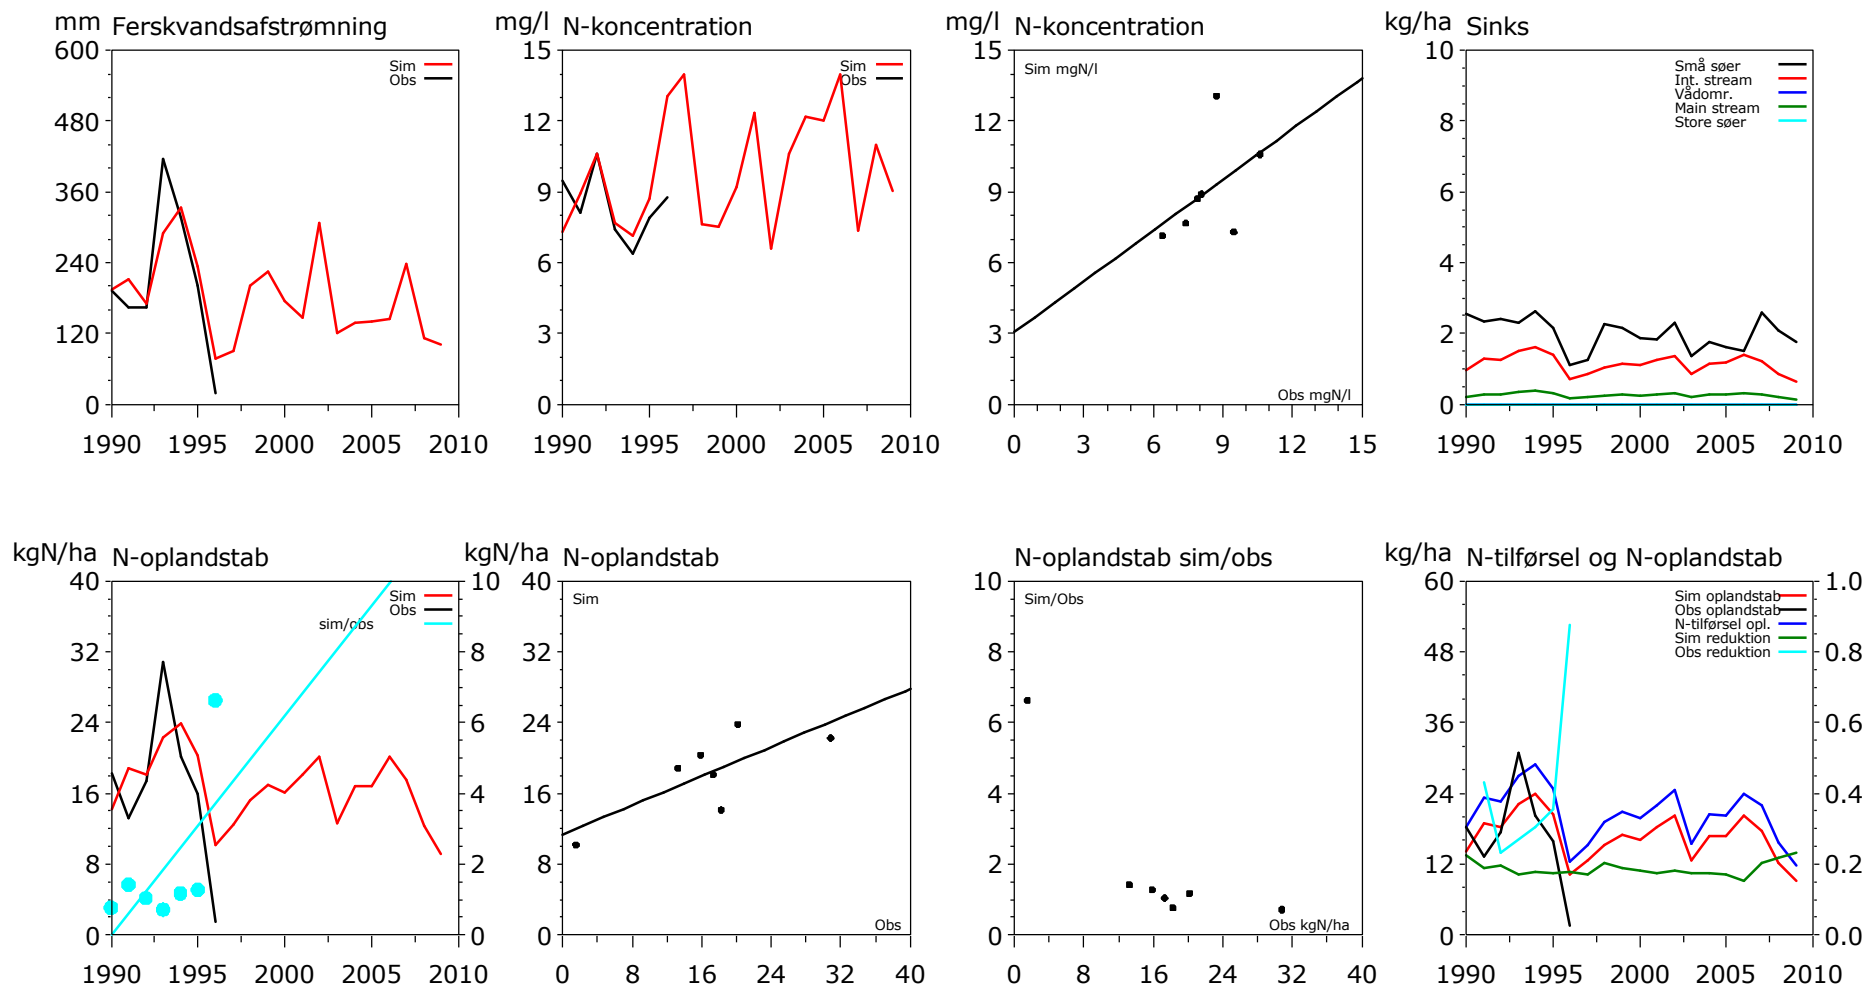 mm Ferskvandsafstrømning
600
480
360
240
120
0
1990 1995 2000 2005 2010
Sim
Obs
mg/l N-koncentration
15
12
9
6
3
0
1990 1995 2000 2005 2010
Sim
Obs
mg/l N-koncentration
Sim mgN/l
15
12
9
6
3
0
Obs mgN/l
0 3 6 9 12 15
kg/ha Sinks
10
8
6
4
2
0
1990 1995 2000 2005 2010
Små søer
Int. stream
Vådomr.
Main stream
Store søer
kgN/ha N-oplandstab
40
32
24
16
8
0
1990 1995 2000 2005 2010
Sim
Obs
sim/obs
10
8
6
4
2
0
kgN/ha N-oplandstab
Sim
40
32
24
16
8
0
Obs
0 8 16 24 32 40
N-oplandstab sim/obs
Sim/Obs
10
8
6
4
2
0
Obs kgN/ha
0 8 16 24 32 40
kg/ha N-tilførsel og N-oplandstab
60
48
36
24
12
0
1990 1995 2000 2005 2010
Sim oplandstab
Obs oplandstab
N-tilførsel opl.
Sim reduktion
Obs reduktion
1.0
0.8
0.6
0.4
0.2
0.0